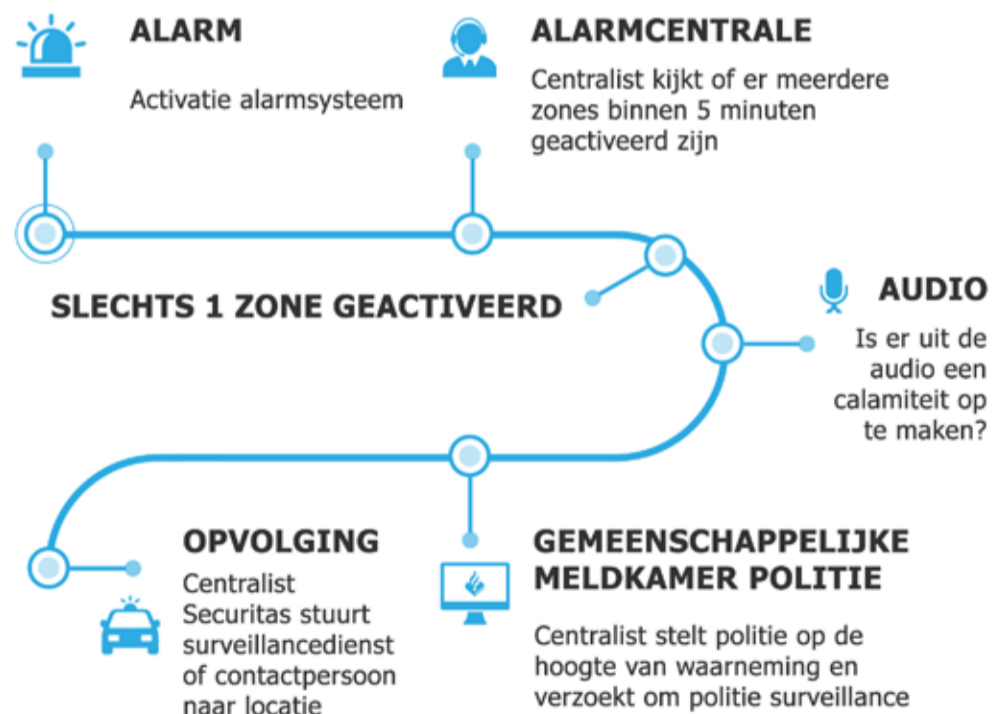 ALARM
Activatie alarmsysteem
ALARMCENTRALE
Centralist kijkt of er meerdere
zones binnen 5 minuten
geactiveerd zijn
SLECHTS 1 ZONE GEACTIVEERD
AUDIO
Is er uit de
audio een
calamiteit op
te maken?
GEMEENSCHAPPELIJKE
MELDKAMER POLITIE
Centralist stelt politie op de
hoogte van waarneming en
verzoekt om politie surveillance
OPVOLGING
Centralist
Securitas stuurt
surveillancedienst
of contactpersoon
naar locatie